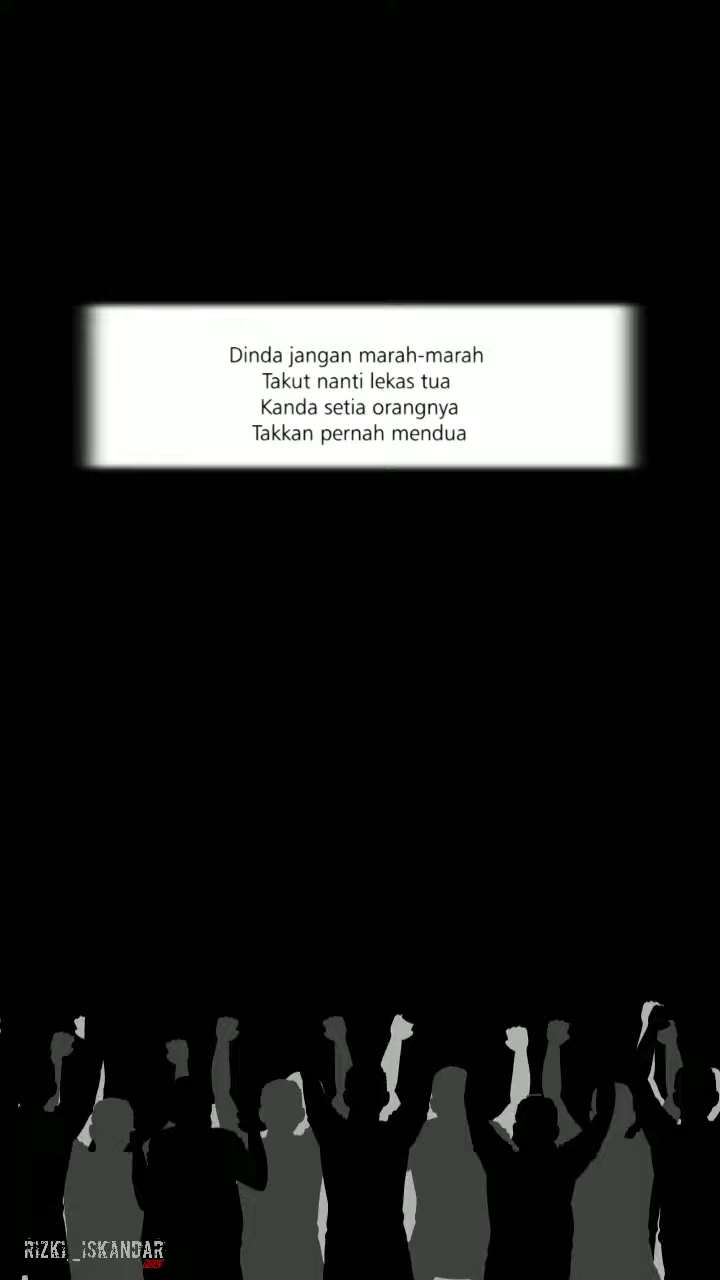 Dinda jangan marah-marah
Takut nanti lekas tua
Kanda setia orangnya
Takkan pernah mendua
RIZKI_ISKANDAR